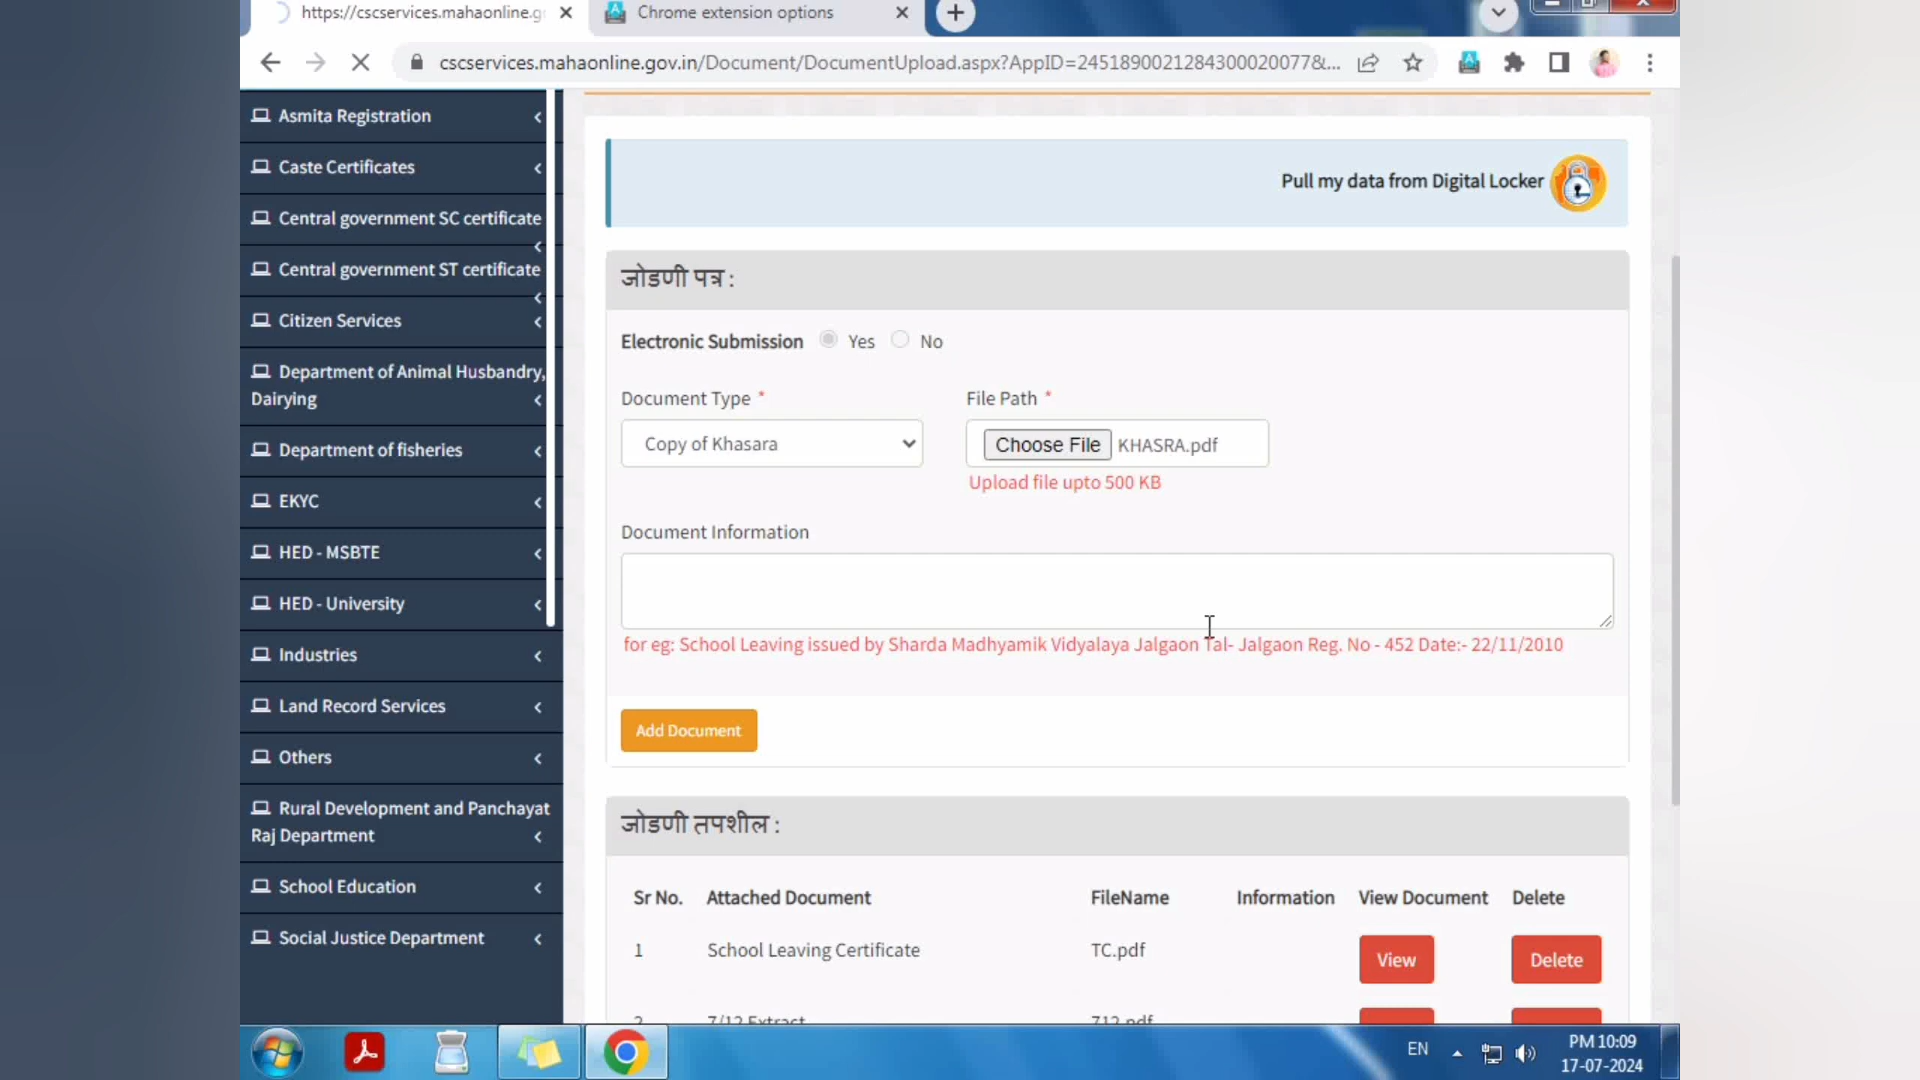 https://cscservices.mahaonline.g
Chrome extension options
cscservices.mahaonline.gov.in/Document/DocumentUpload.aspx?AppID=2451890021284300020077&...
Asmita Registration
Caste Certificates
Central government SC certificate
Central government ST certificate
Citizen Services
Department of Animal Husbandry,
Dairying
Department of fisheries
EKYC
HED - MSBTE
HED - University
Industries
Land Record Services
Others
Rural Development and Panchayat
Raj Department
School Education
Social Justice Department
Pull my data from Digital Locker
जोडणी पत्र :
Electronic Submission Yes No
Document Type * File Path *
Copy of Khasara Choose File KHASRA.pdf
Upload file upto 500 KB
Document Information
for eg: School Leaving issued by Sharda Madhyamik Vidyalaya Jalgaon Tal- Jalgaon Reg. No - 452 Date:- 22/11/2010
Add Document
जोडणी तपशील :
Sr No. Attached Document FileName Information View Document Delete
1 School Leaving Certificate TC.pdf View Delete
2 7/12 Extract 712.pdf
EN
PM 10:09
17-07-2024